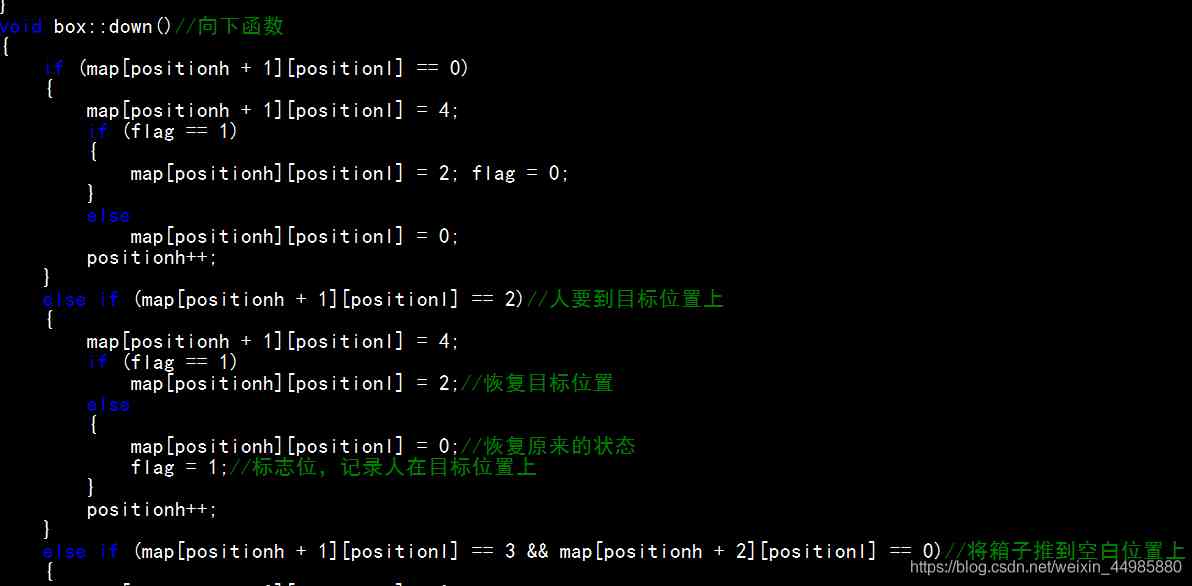 }
void box::down()//向下函数
{
if (map[positionh + 1][positionl] == 0)
{
map[positionh + 1][positionl] = 4;
if (flag == 1)
{
map[positionh][positionl] = 2; flag = 0;
}
else
map[positionh][positionl] = 0;
positionh++;
}
else if (map[positionh + 1][positionl] == 2)//人要到目标位置上
{
map[positionh + 1][positionl] = 4;
if (flag == 1)
map[positionh][positionl] = 2;//恢复目标位置
else
{
map[positionh][positionl] = 0;//恢复原来的状态
flag = 1;//标志位，记录人在目标位置上
}
positionh++;
}
else if (map[positionh + 1][positionl] == 3 && map[positionh + 2][positionl] == 0)//将箱子推到空白位置上
{
https://blog.csdn.net/weixin_44985880